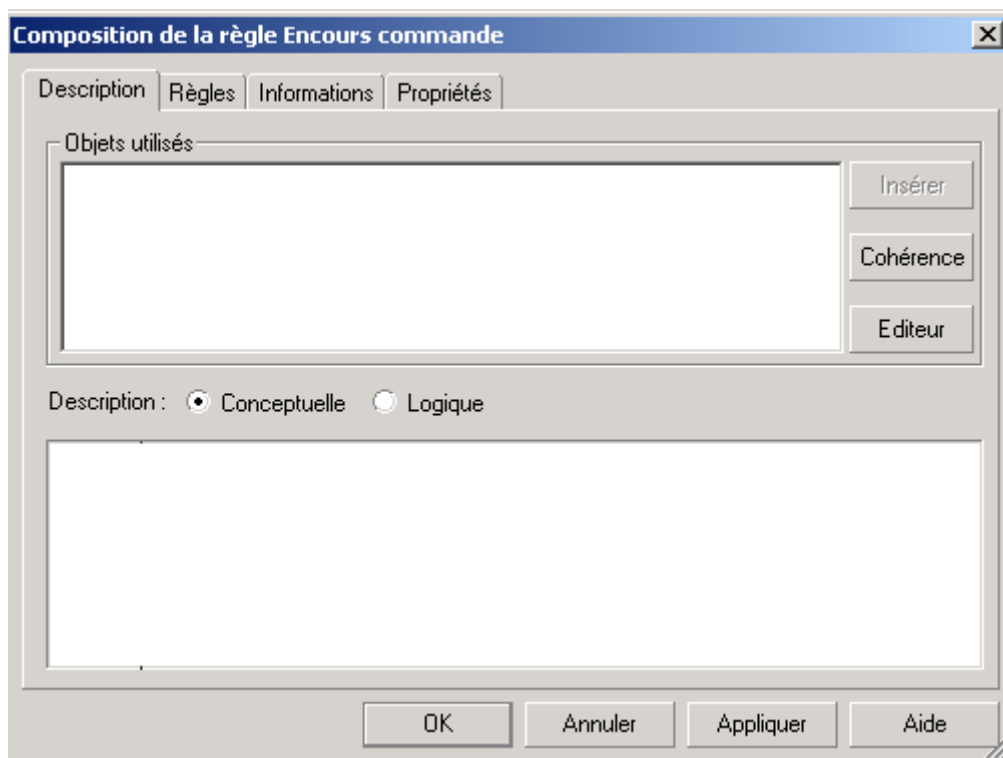 Composition de la règle Encours commande
Description Règles Informations Propriétés
Objets utilisés
Insérer
Cohérence
Editeur
Description : Conceptuelle Logique
OK Annuler Appliquer Aide